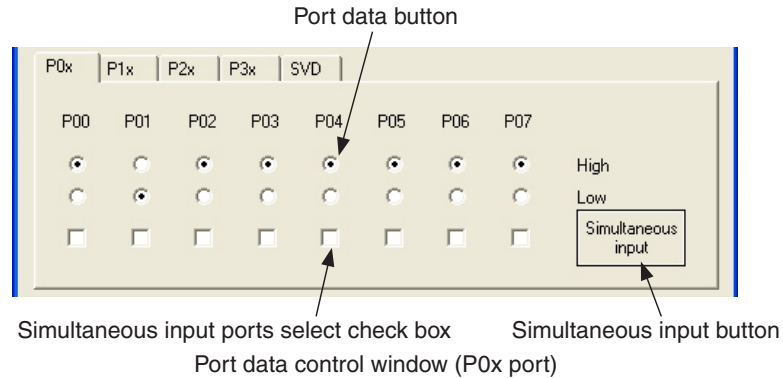 Port data button
P0x P1x P2x P3x SVD
P00 P01 P02 P03 P04 P05 P06 P07
High
Low
Simultaneous
input
Simultaneous input ports select check box Simultaneous input button
Port data control window (P0x port)